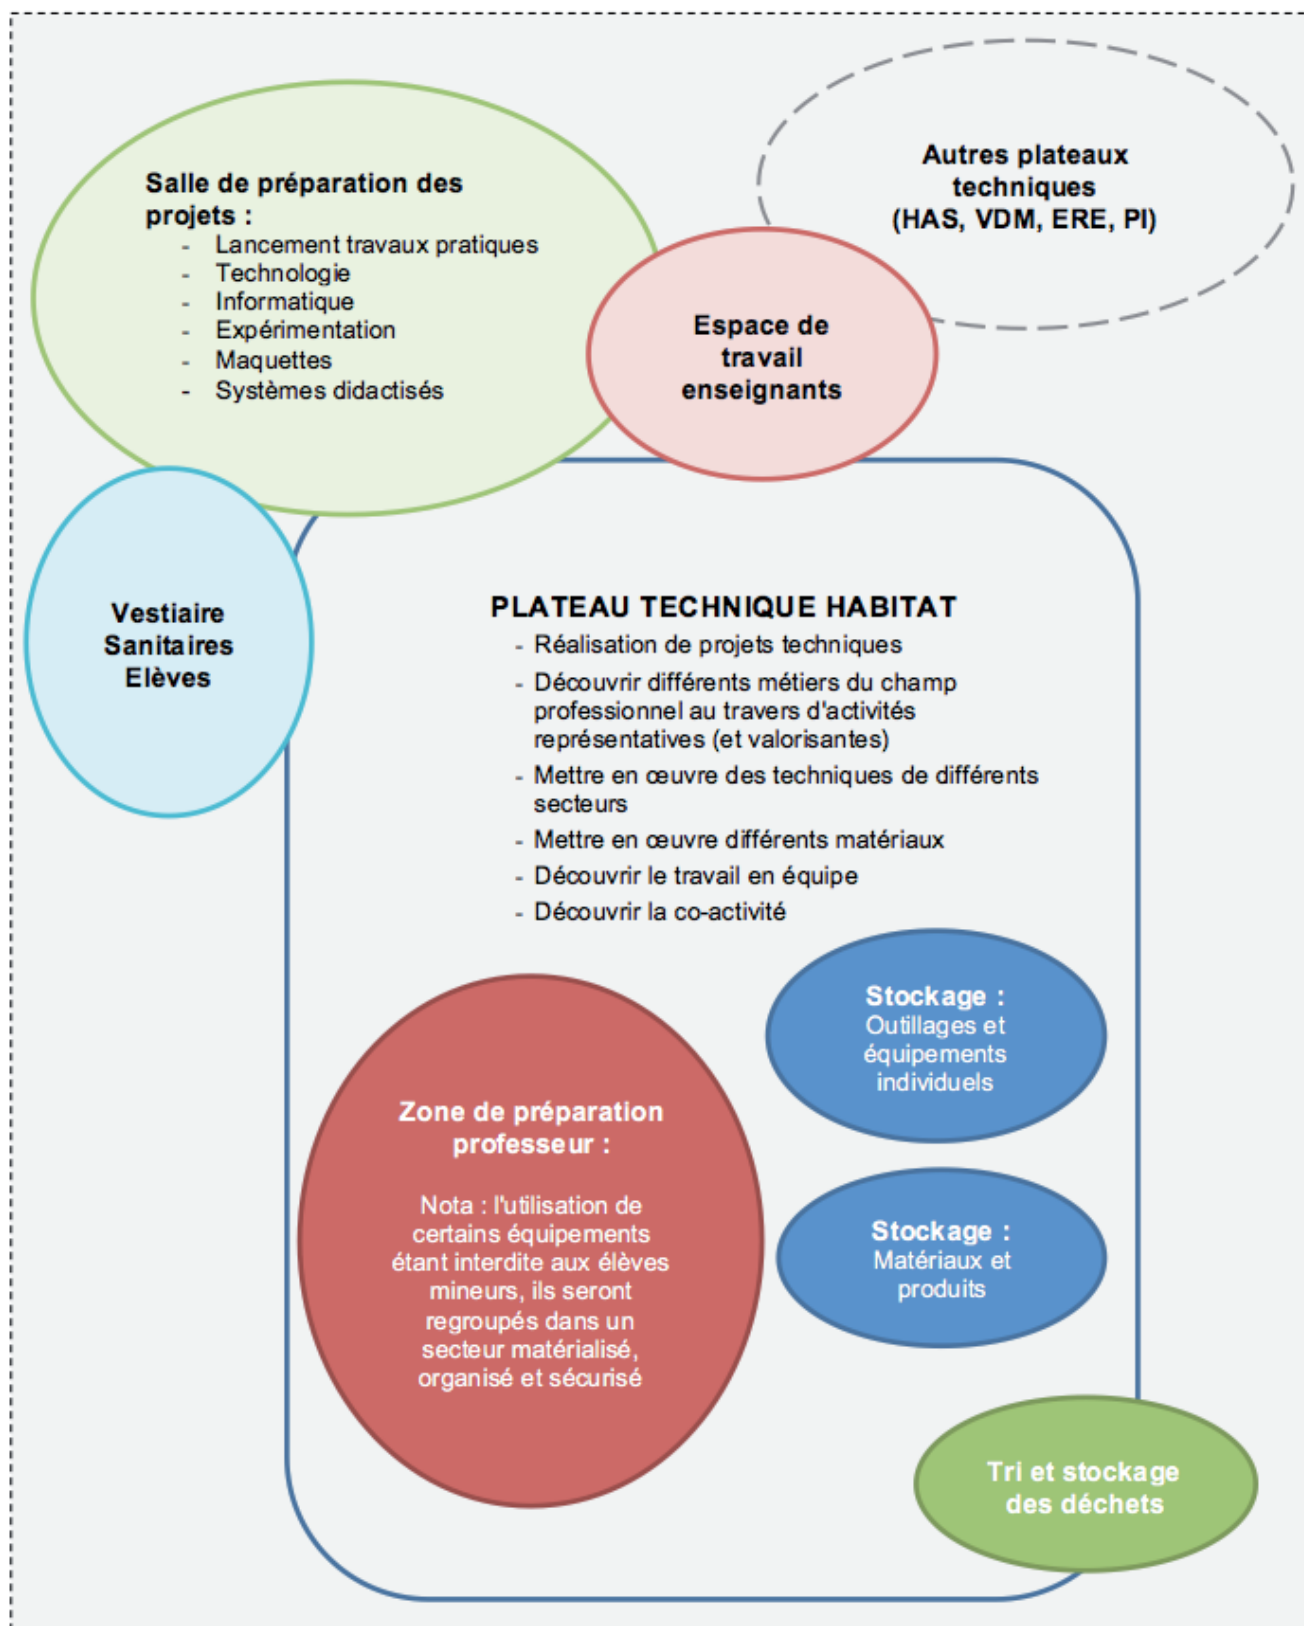 Salle de préparation des
projets :
- Lancement travaux pratiques
- Technologie
- Informatique
- Expérimentation
- Maquettes
- Systèmes didactisés
Autres plateaux
techniques
(HAS, VDM, ERE, PI)
Espace de
travail
enseignants
Vestiaire
Sanitaires
Elèves
PLATEAU TECHNIQUE HABITAT
- Réalisation de projets techniques
- Découvrir différents métiers du champ
professionnel au travers d'activités
représentatives (et valorisantes)
- Mettre en œuvre des techniques de différents
secteurs
- Mettre en œuvre différents matériaux
- Découvrir le travail en équipe
- Découvrir la co-activité
Stockage :
Outillages et
équipements
individuels
Zone de préparation
professeur :
Nota : l'utilisation de
certains équipements
étant interdite aux élèves
mineurs, ils seront
regroupés dans un
secteur matérialisé,
organisé et sécurisé
Stockage :
Matériaux et
produits
Tri et stockage
des déchets